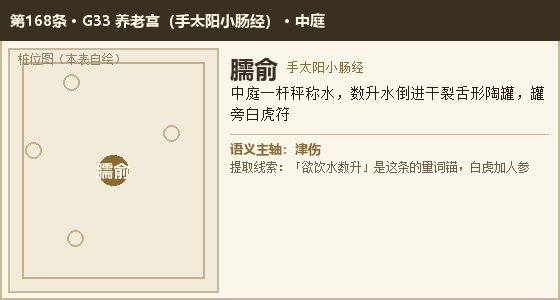 第168条・G33 养老宫（手太阳小肠经）・中庭
桩位图（本表自绘）
臑俞
臑俞 手太阳小肠经
中庭一杆秤称水，数升水倒进干裂舌形陶罐，罐
旁白虎符
语义主轴：津伤
提取线索：「欲饮水数升」是这条的量词锚，白虎加人参